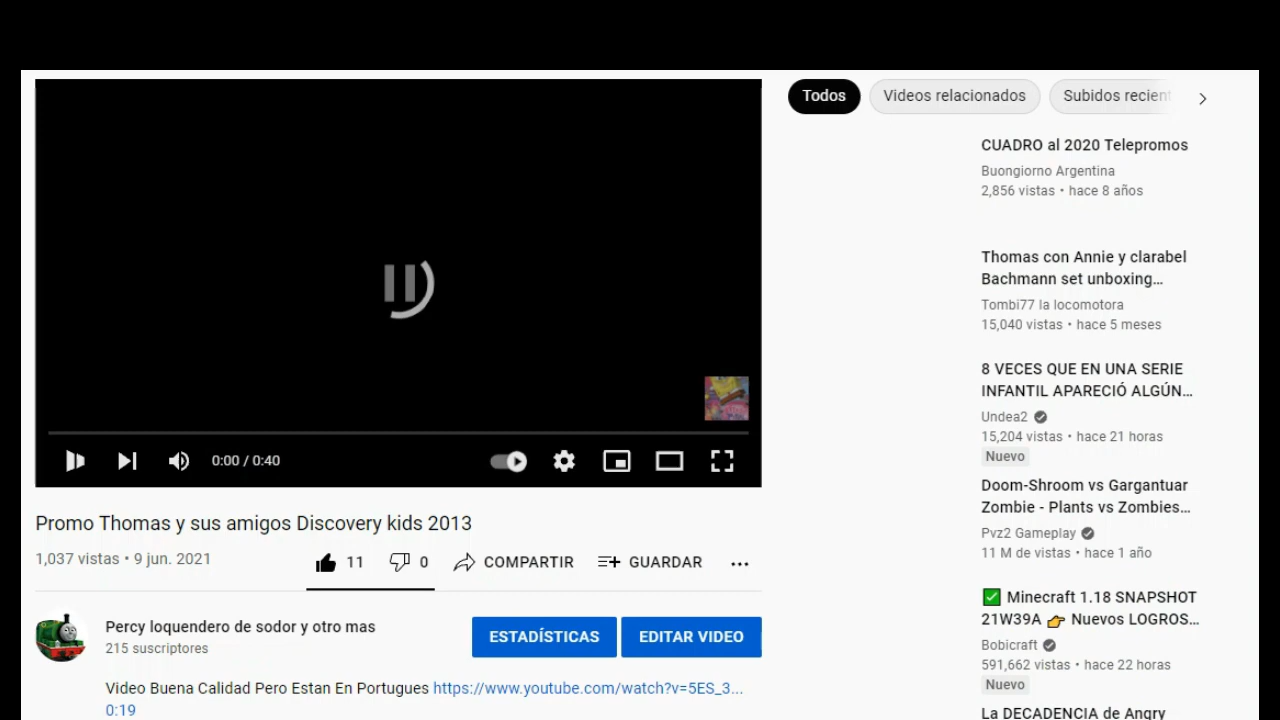 Todos
Videos relacionados
Subidos recient
0:00 / 0:40
Promo Thomas y sus amigos Discovery kids 2013
1,037 vistas • 9 jun. 2021
11
0
COMPARTIR
GUARDAR
Percy loquendero de sodor y otro mas
215 suscriptores
ESTADÍSTICAS
EDITAR VIDEO
Video Buena Calidad Pero Estan En Portugues https://www.youtube.com/watch?v=5ES_3...
0:19
CUADRO al 2020 Telepromos
Buongiorno Argentina
2,856 vistas • hace 8 años
Thomas con Annie y clarabel
Bachmann set unboxing...
Tombi77 la locomotora
15,040 vistas • hace 5 meses
8 VECES QUE EN UNA SERIE
INFANTIL APARECIÓ ALGÚN...
Undea2
15,204 vistas • hace 21 horas
Nuevo
Doom-Shroom vs Gargantuar
Zombie - Plants vs Zombies...
Pvz2 Gameplay
11 M de vistas • hace 1 año
✅ Minecraft 1.18 SNAPSHOT
21W39A 👉 Nuevos LOGROS...
Bobicraft
591,662 vistas • hace 22 horas
Nuevo
La DECADENCIA de Angry